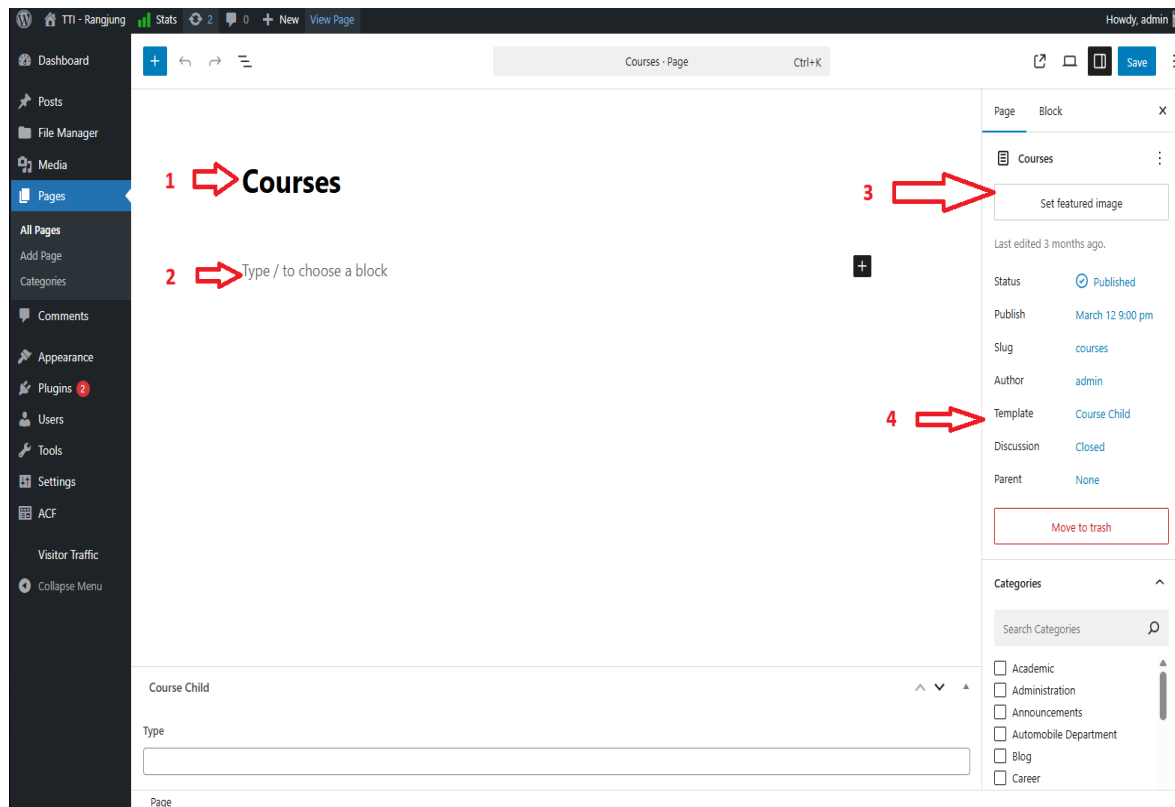 TTI - Rangjung Stats 2 0 + New View Page Howdy, admin
Dashboard
Posts
File Manager
Media
Pages
All Pages
Add Page
Categories
Comments
Appearance
Plugins 2
Users
Tools
Settings
ACF
Visitor Traffic
Collapse Menu
Courses · Page Ctrl+K
Save
1 Courses
2 Type / to choose a block
3
4
Page Block
Courses
Set featured image
Last edited 3 months ago.
Status Published
Publish March 12 9:00 pm
Slug courses
Author admin
Template Course Child
Discussion Closed
Parent None
Move to trash
Categories
Search Categories
Academic
Administration
Announcements
Automobile Department
Blog
Career
Course Child
Type
Page